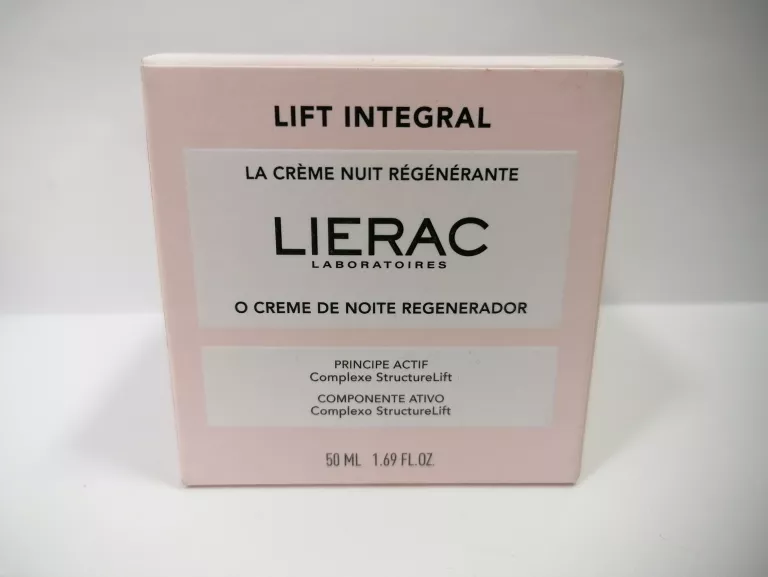 LIFT INTEGRAL
LA CRÈME NUIT RÉGÉNÉRANTE
LIERAC
LABORATOIRES
O CREME DE NOITE REGENERADOR
PRINCIPE ACTIF
Complexe StructureLift
COMPONENTE ATIVO
Complexo StructureLift
50 ML 1.69 FL.OZ.